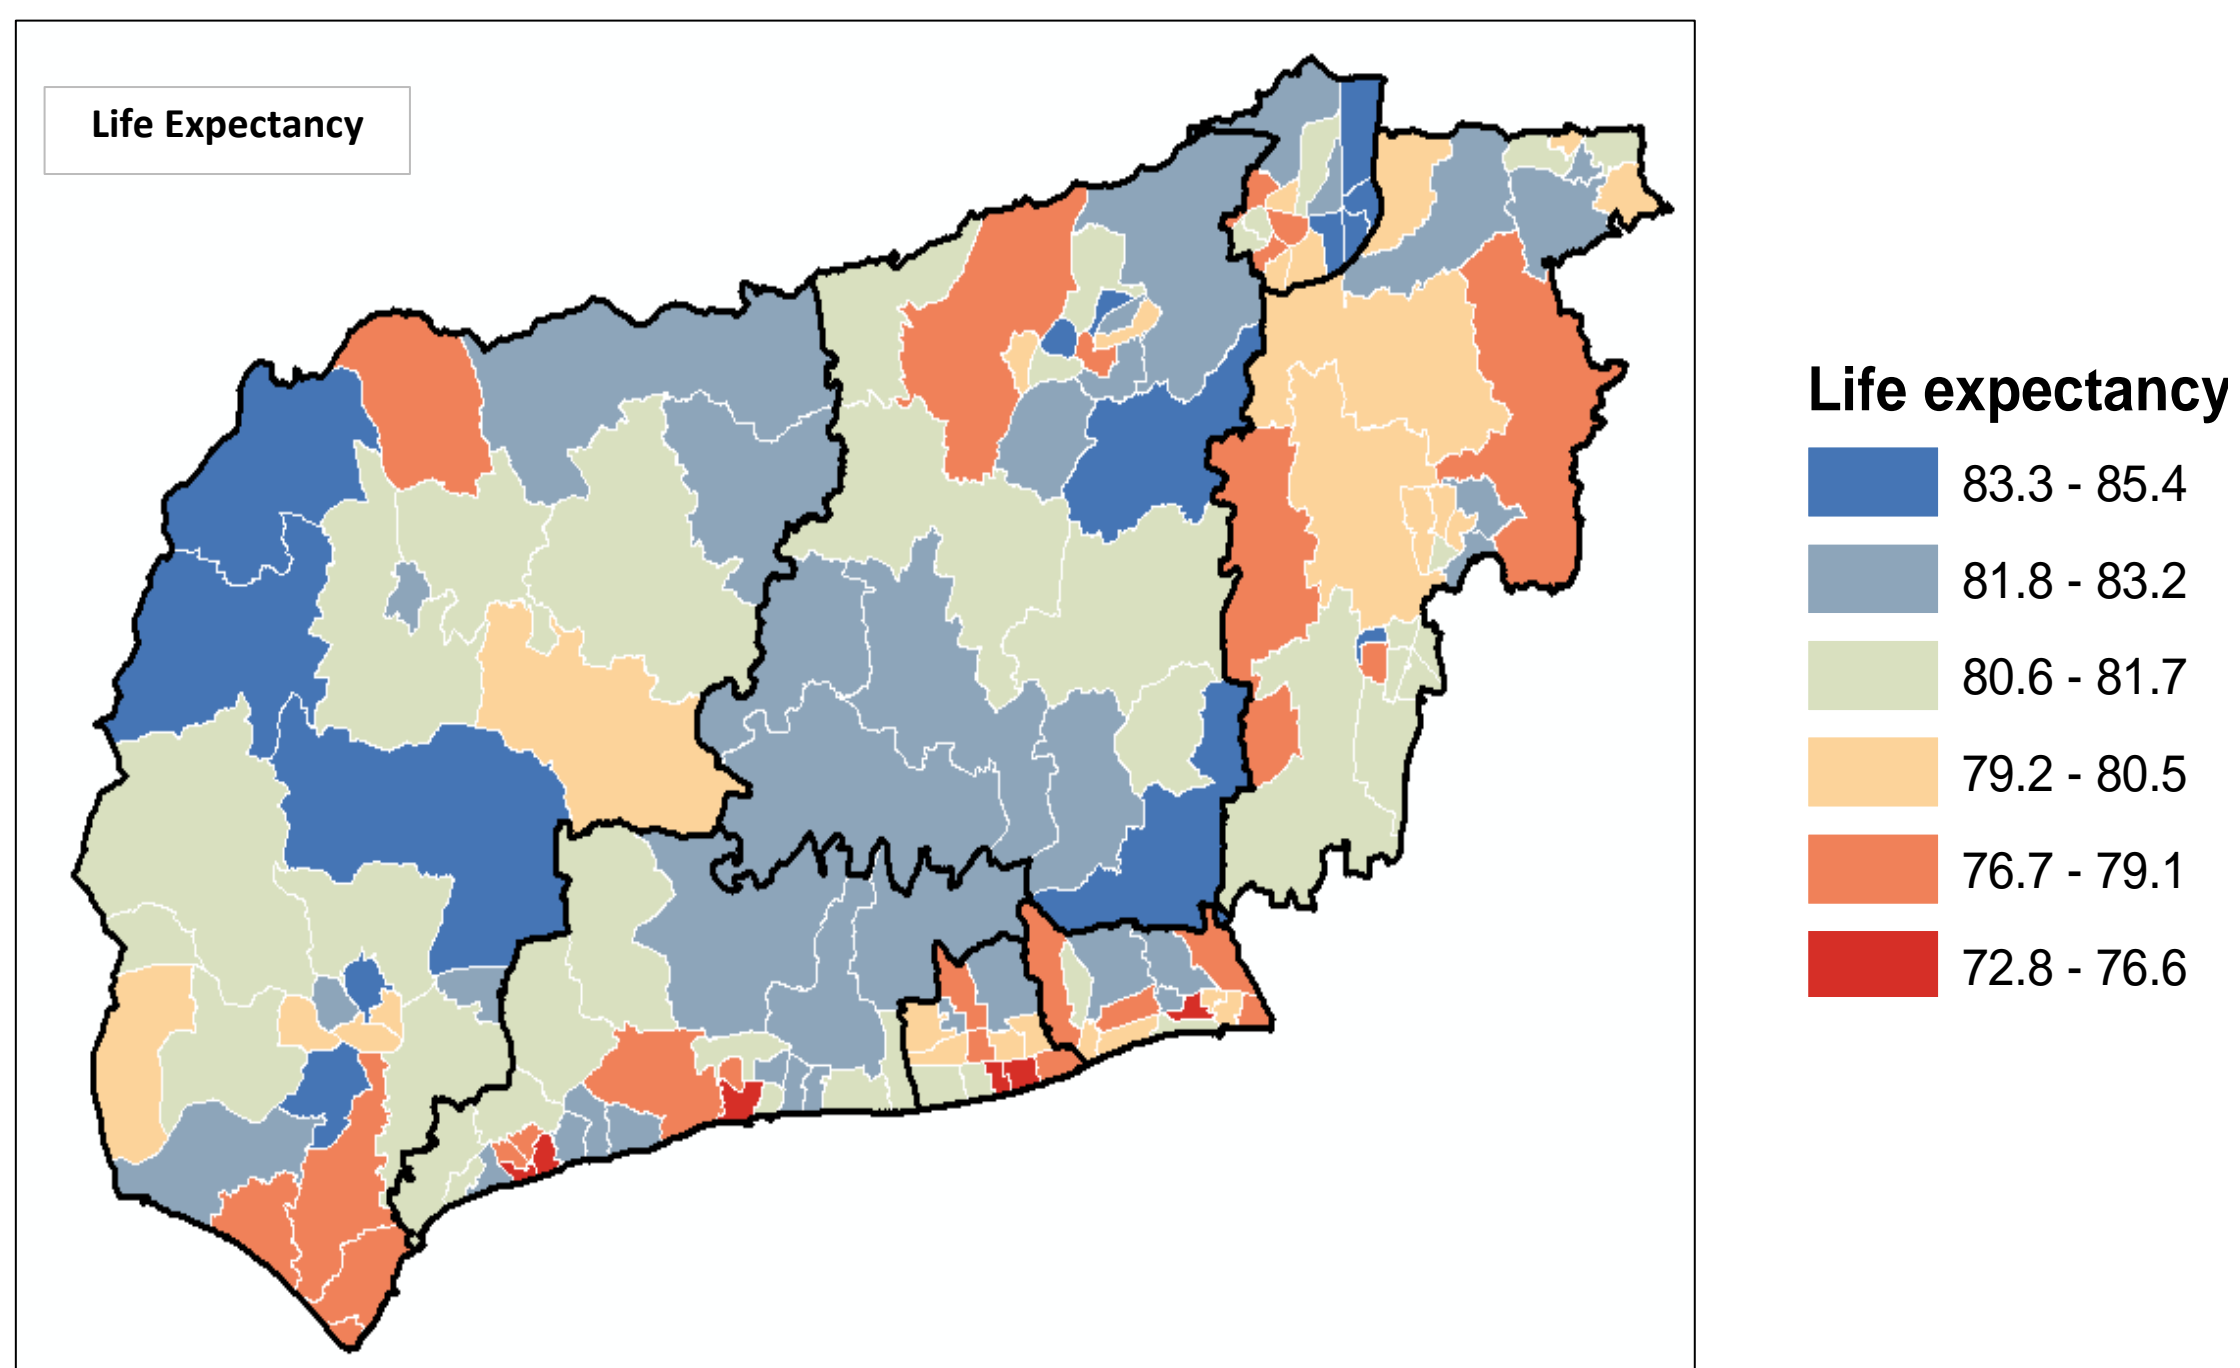 Life Expectancy
Life expectancy
83.3 - 85.4
81.8 - 83.2
80.6 - 81.7
79.2 - 80.5
76.7 - 79.1
72.8 - 76.6